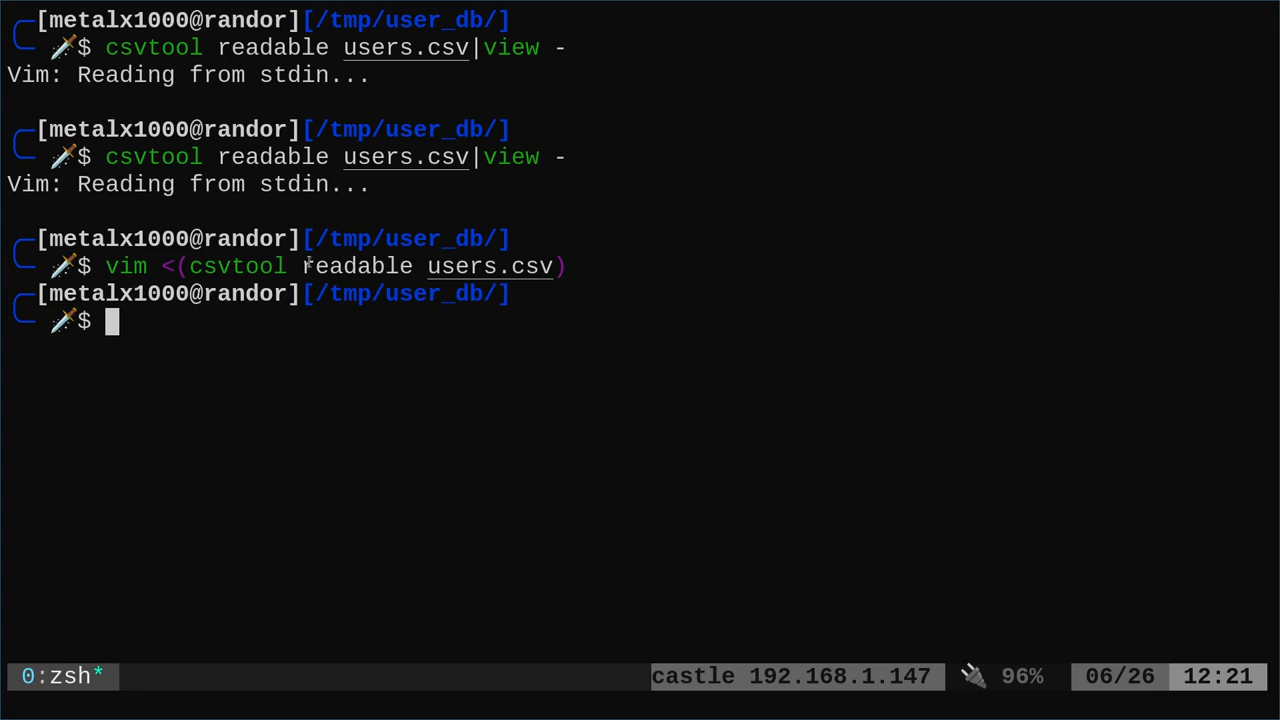 [metalx1000@randor][/tmp/user_db/]
$ csvtool readable users.csv|view -
Vim: Reading from stdin...
[metalx1000@randor][/tmp/user_db/]
$ csvtool readable users.csv|view -
Vim: Reading from stdin...
[metalx1000@randor][/tmp/user_db/]
$ vim <(csvtool readable users.csv)
[metalx1000@randor][/tmp/user_db/]
$
0:zsh* castle 192.168.1.147 96% 06/26 12:21